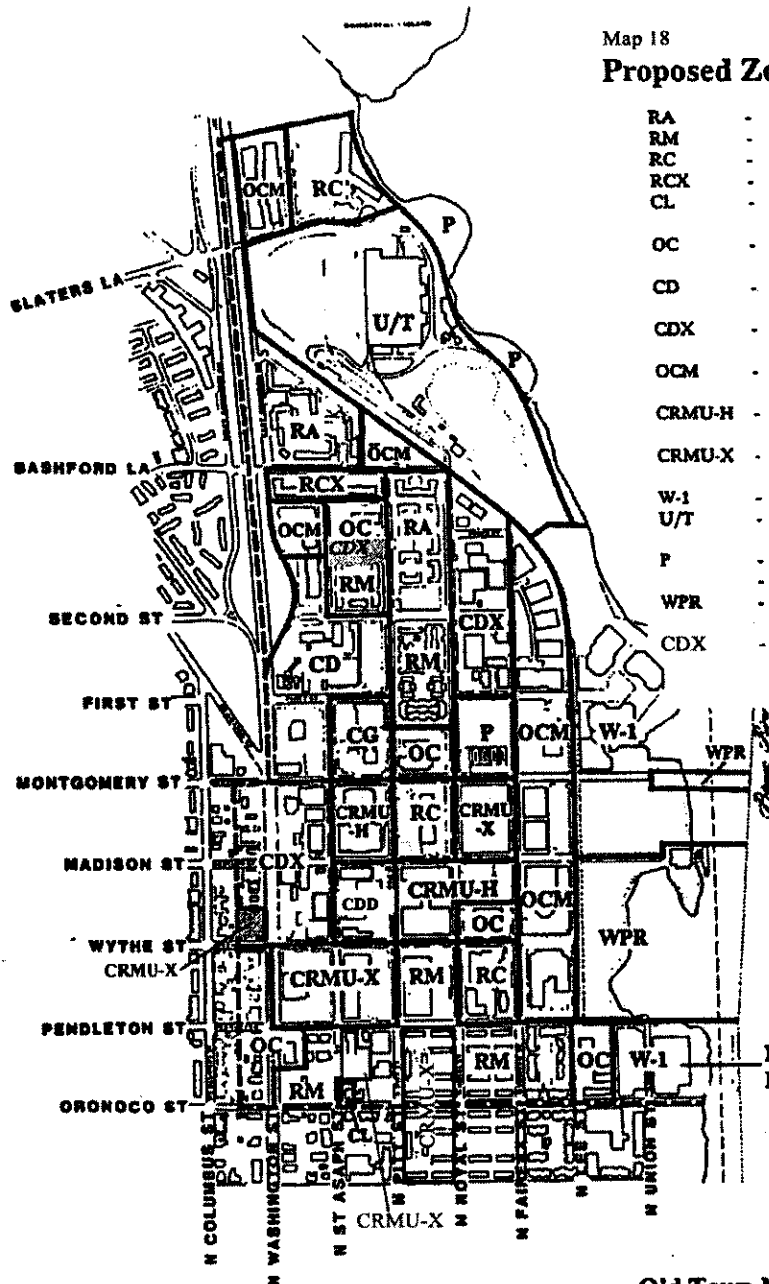 Map 18
Proposed Ze
RA -
RM -
RC -
RCX -
CL -
OC -
CD -
CDX -
OCM -
CRMU-H -
CRMU-X -
W-1 -
U/T -
P -
WPR -
CDX -
OCM
RC
P
SLATERS LA
U/T
P
RA
OCM
BASHFORD LA
RCX
OCM
OC
CDX
RA
RM
SECOND ST
CDX
CD
RM
FIRST ST
CG
OC
P
OCM
W-1
WPR
MONTGOMERY ST
CRMU
-H
RC
CRMU
-X
MADISON ST
CDX
CDD
CRMU-H
OC
OCM
WPR
WYTHE ST
CRMU-X
CRMU-X
RM
RC
PENDLETON ST
OC
RM
CRMU-X
RM
OC
W-1
ORONOCO ST
CL
N COLUMBUS ST
N WASHINGTON ST
N ST ASAPH ST
N ROYAL ST
N UNION ST
CRMU-X